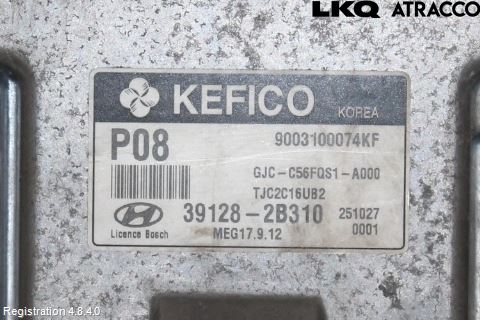 LKQ ATRACCO
KEFICO KOREA
P08 9003100074KF
GJC-C56FQS1-A000
TJC2C16UB2
39128-2B310 251027
Licence Bosch MEG17.9.12 0001
Registration 4.8.4.0